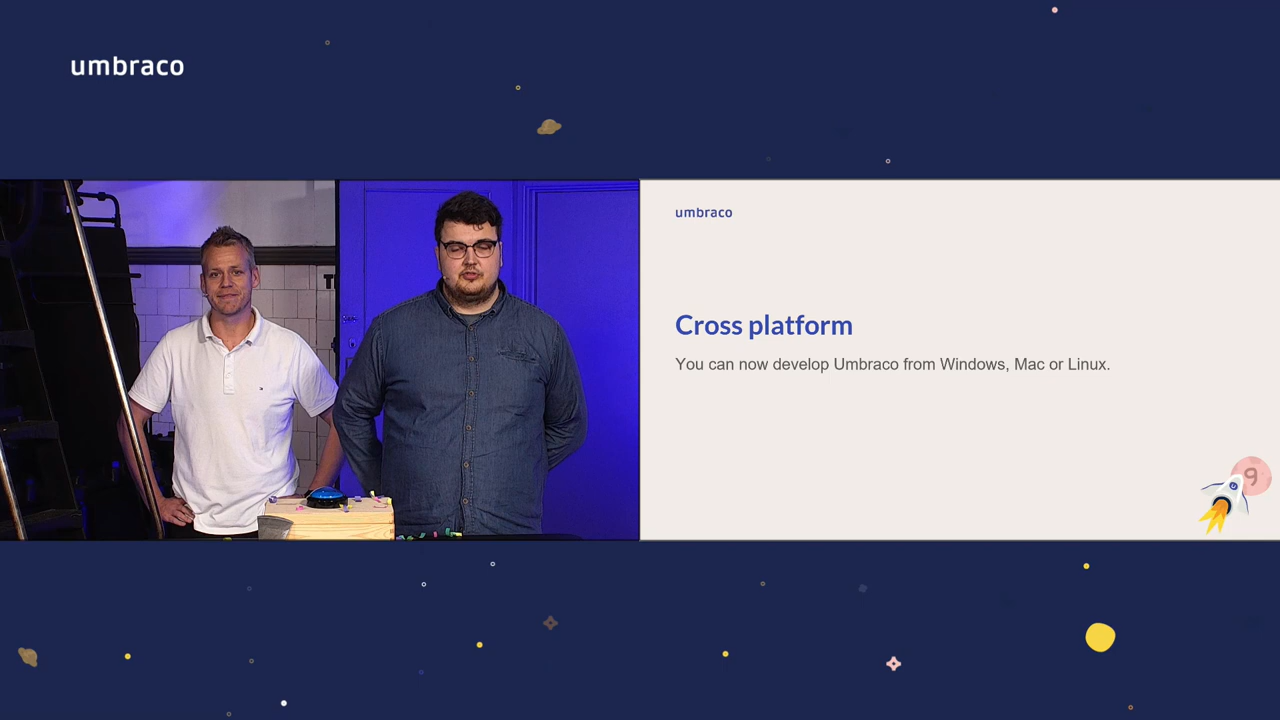 umbraco
umbraco
Cross platform
You can now develop Umbraco from Windows, Mac or Linux.
9